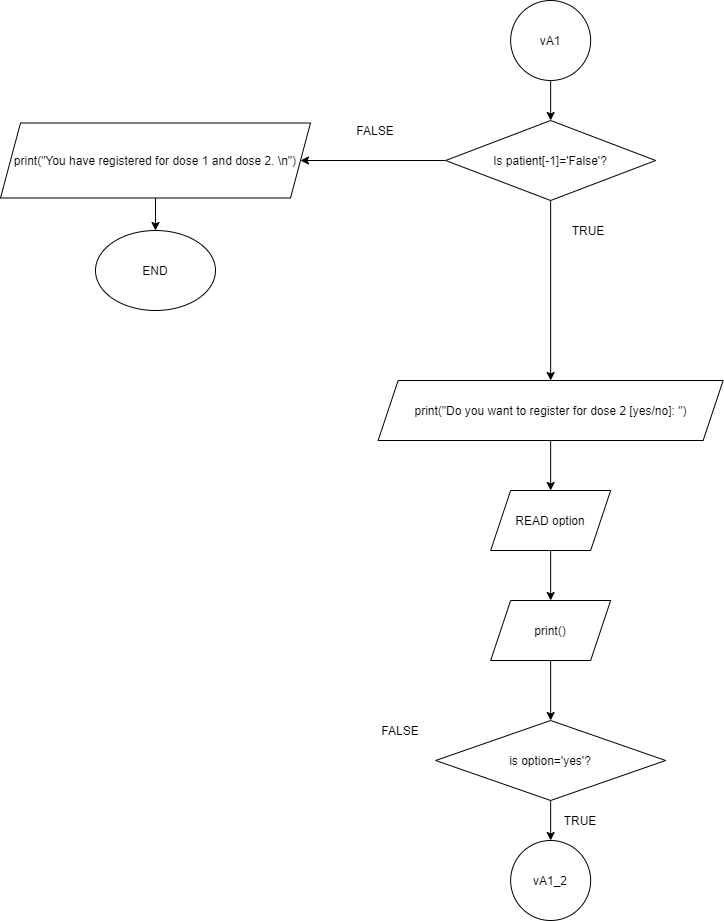 vA1
FALSE
print("You have registered for dose 1 and dose 2. \n")
Is patient[-1]='False'?
TRUE
END
print("Do you want to register for dose 2 [yes/no]: ")
READ option
print()
FALSE
is option='yes'?
TRUE
vA1_2